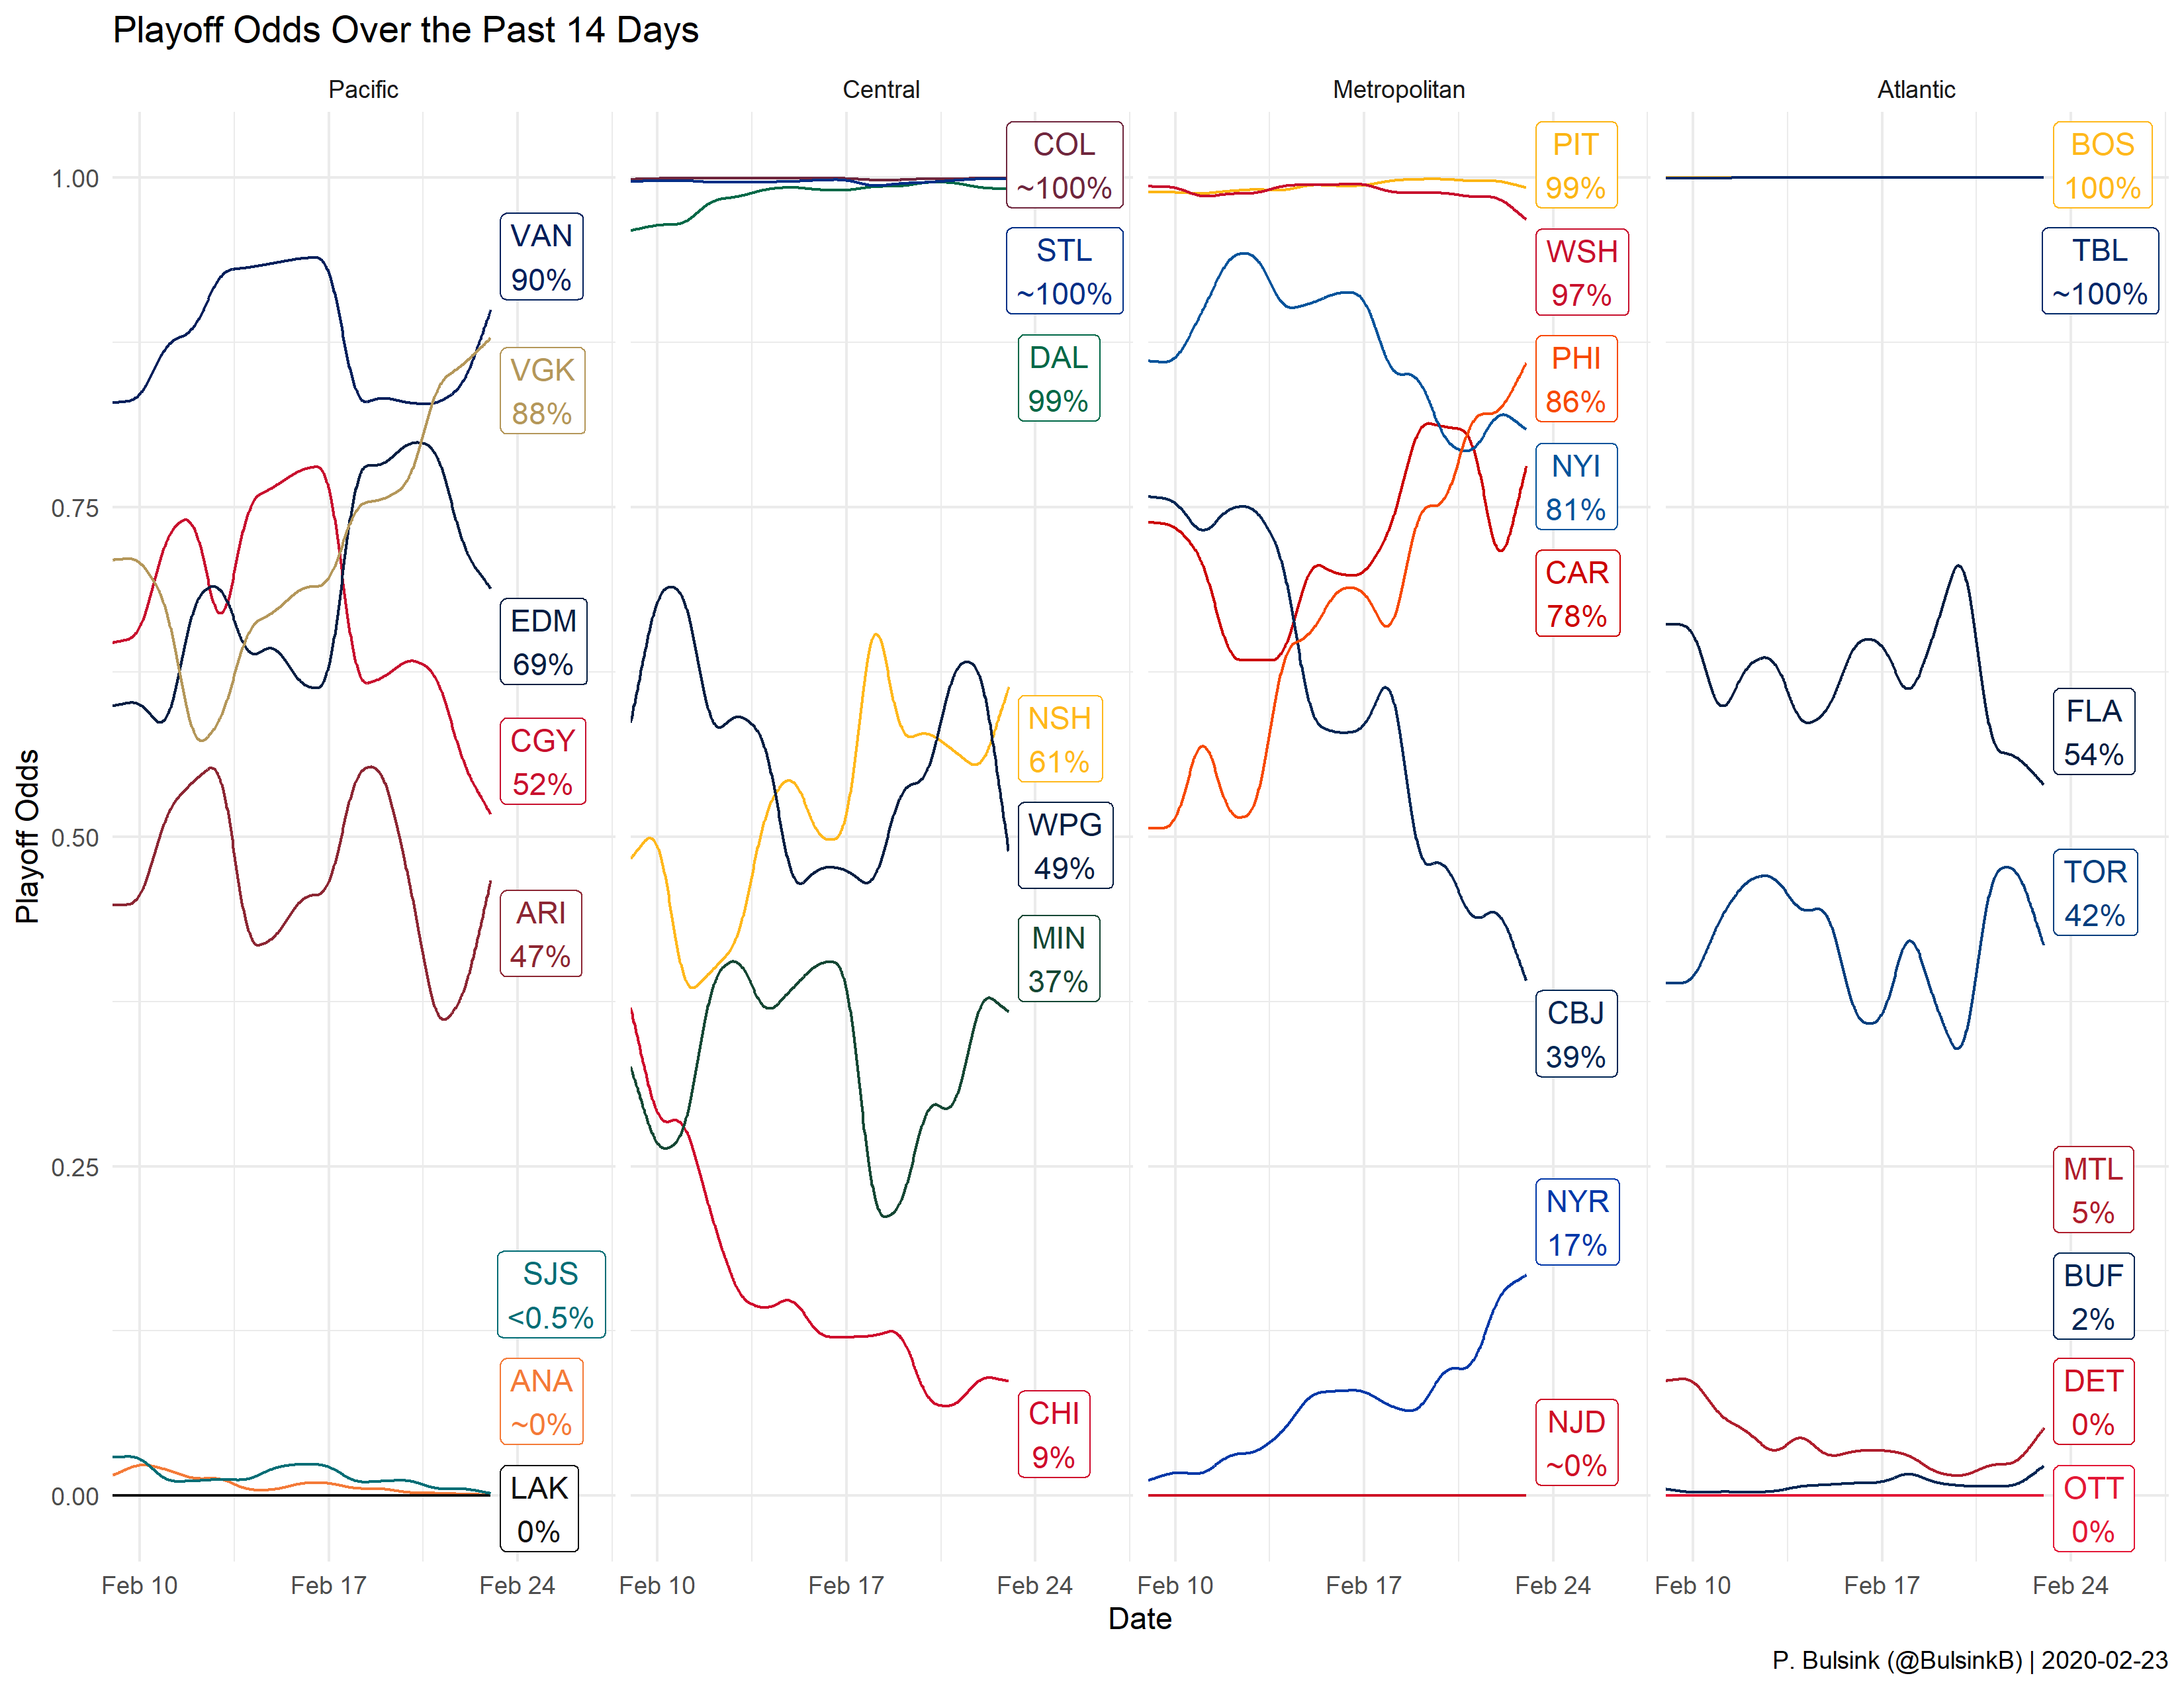 Playoff Odds Over the Past 14 Days
Pacific
Central
Metropolitan
Atlantic
Playoff Odds
1.00
0.75
0.50
0.25
0.00
VAN
90%
VGK
88%
EDM
69%
CGY
52%
ARI
47%
SJS
<0.5%
ANA
~0%
LAK
0%
COL
~100%
STL
~100%
DAL
99%
NSH
61%
WPG
49%
MIN
37%
CHI
9%
PIT
99%
WSH
97%
PHI
86%
NYI
81%
CAR
78%
CBJ
39%
NYR
17%
NJD
~0%
BOS
100%
TBL
~100%
FLA
54%
TOR
42%
MTL
5%
BUF
2%
DET
0%
OTT
0%
Feb 10
Feb 17
Feb 24
Feb 10
Feb 17
Feb 24
Feb 10
Feb 17
Feb 24
Feb 10
Feb 17
Feb 24
Date
P. Bulsink (@BulsinkB) | 2020-02-23